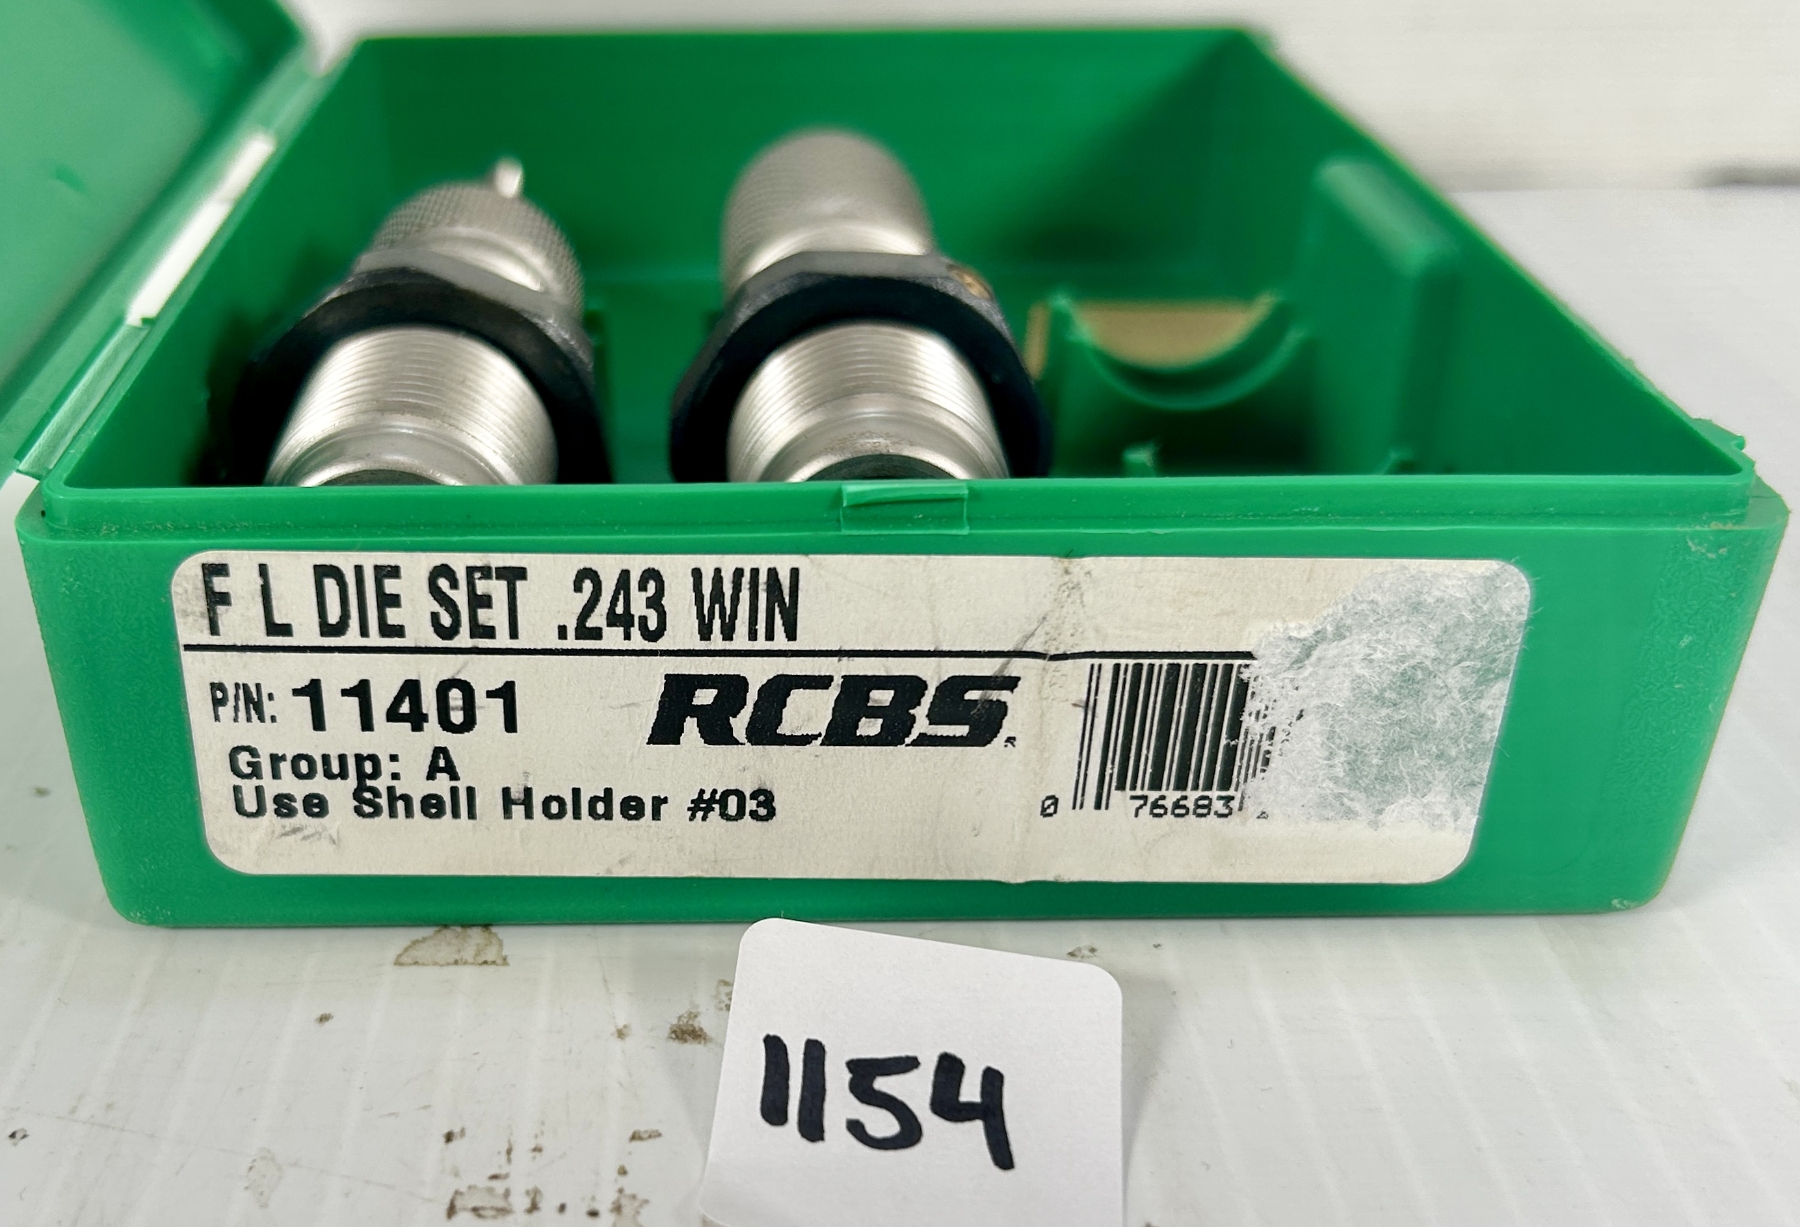 F L DIE SET .243 WIN
P/N: 11401
RCBS
Group: A
Use Shell Holder #03
0 76683
1154